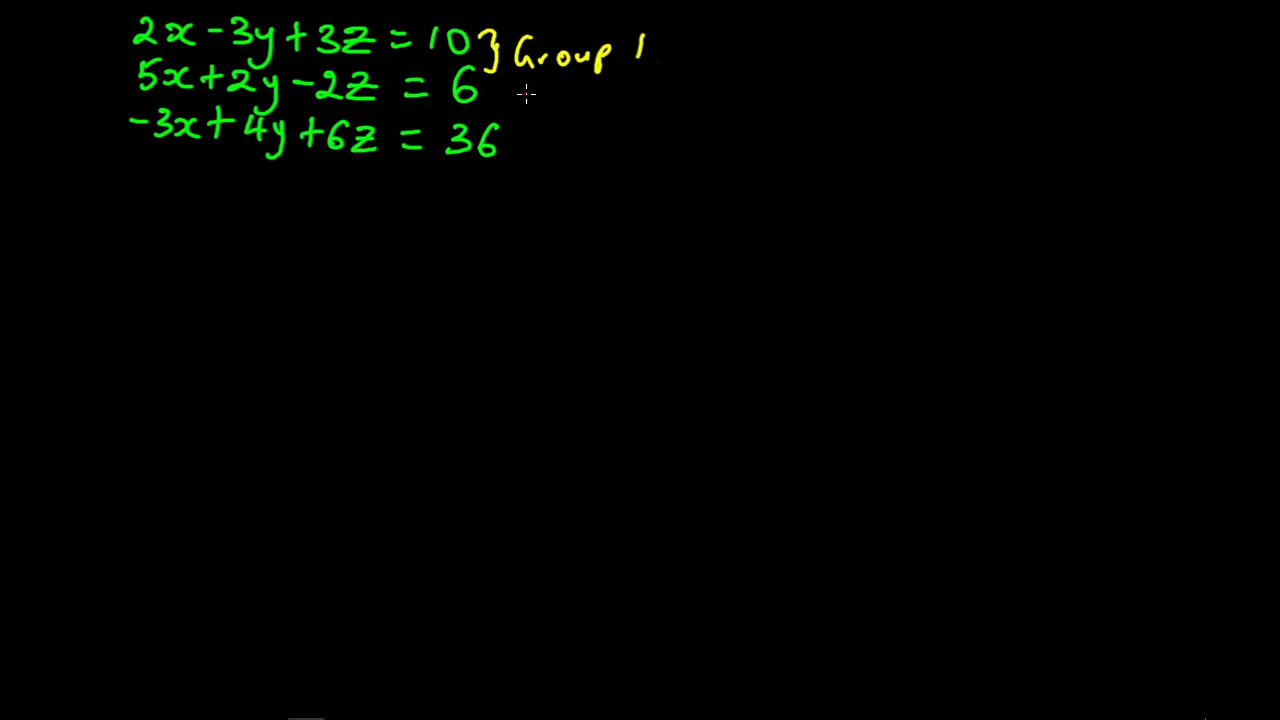 2x - 3y + 3z = 10 } Group 1
5x + 2y - 2z = 6
-3x + 4y + 6z = 36